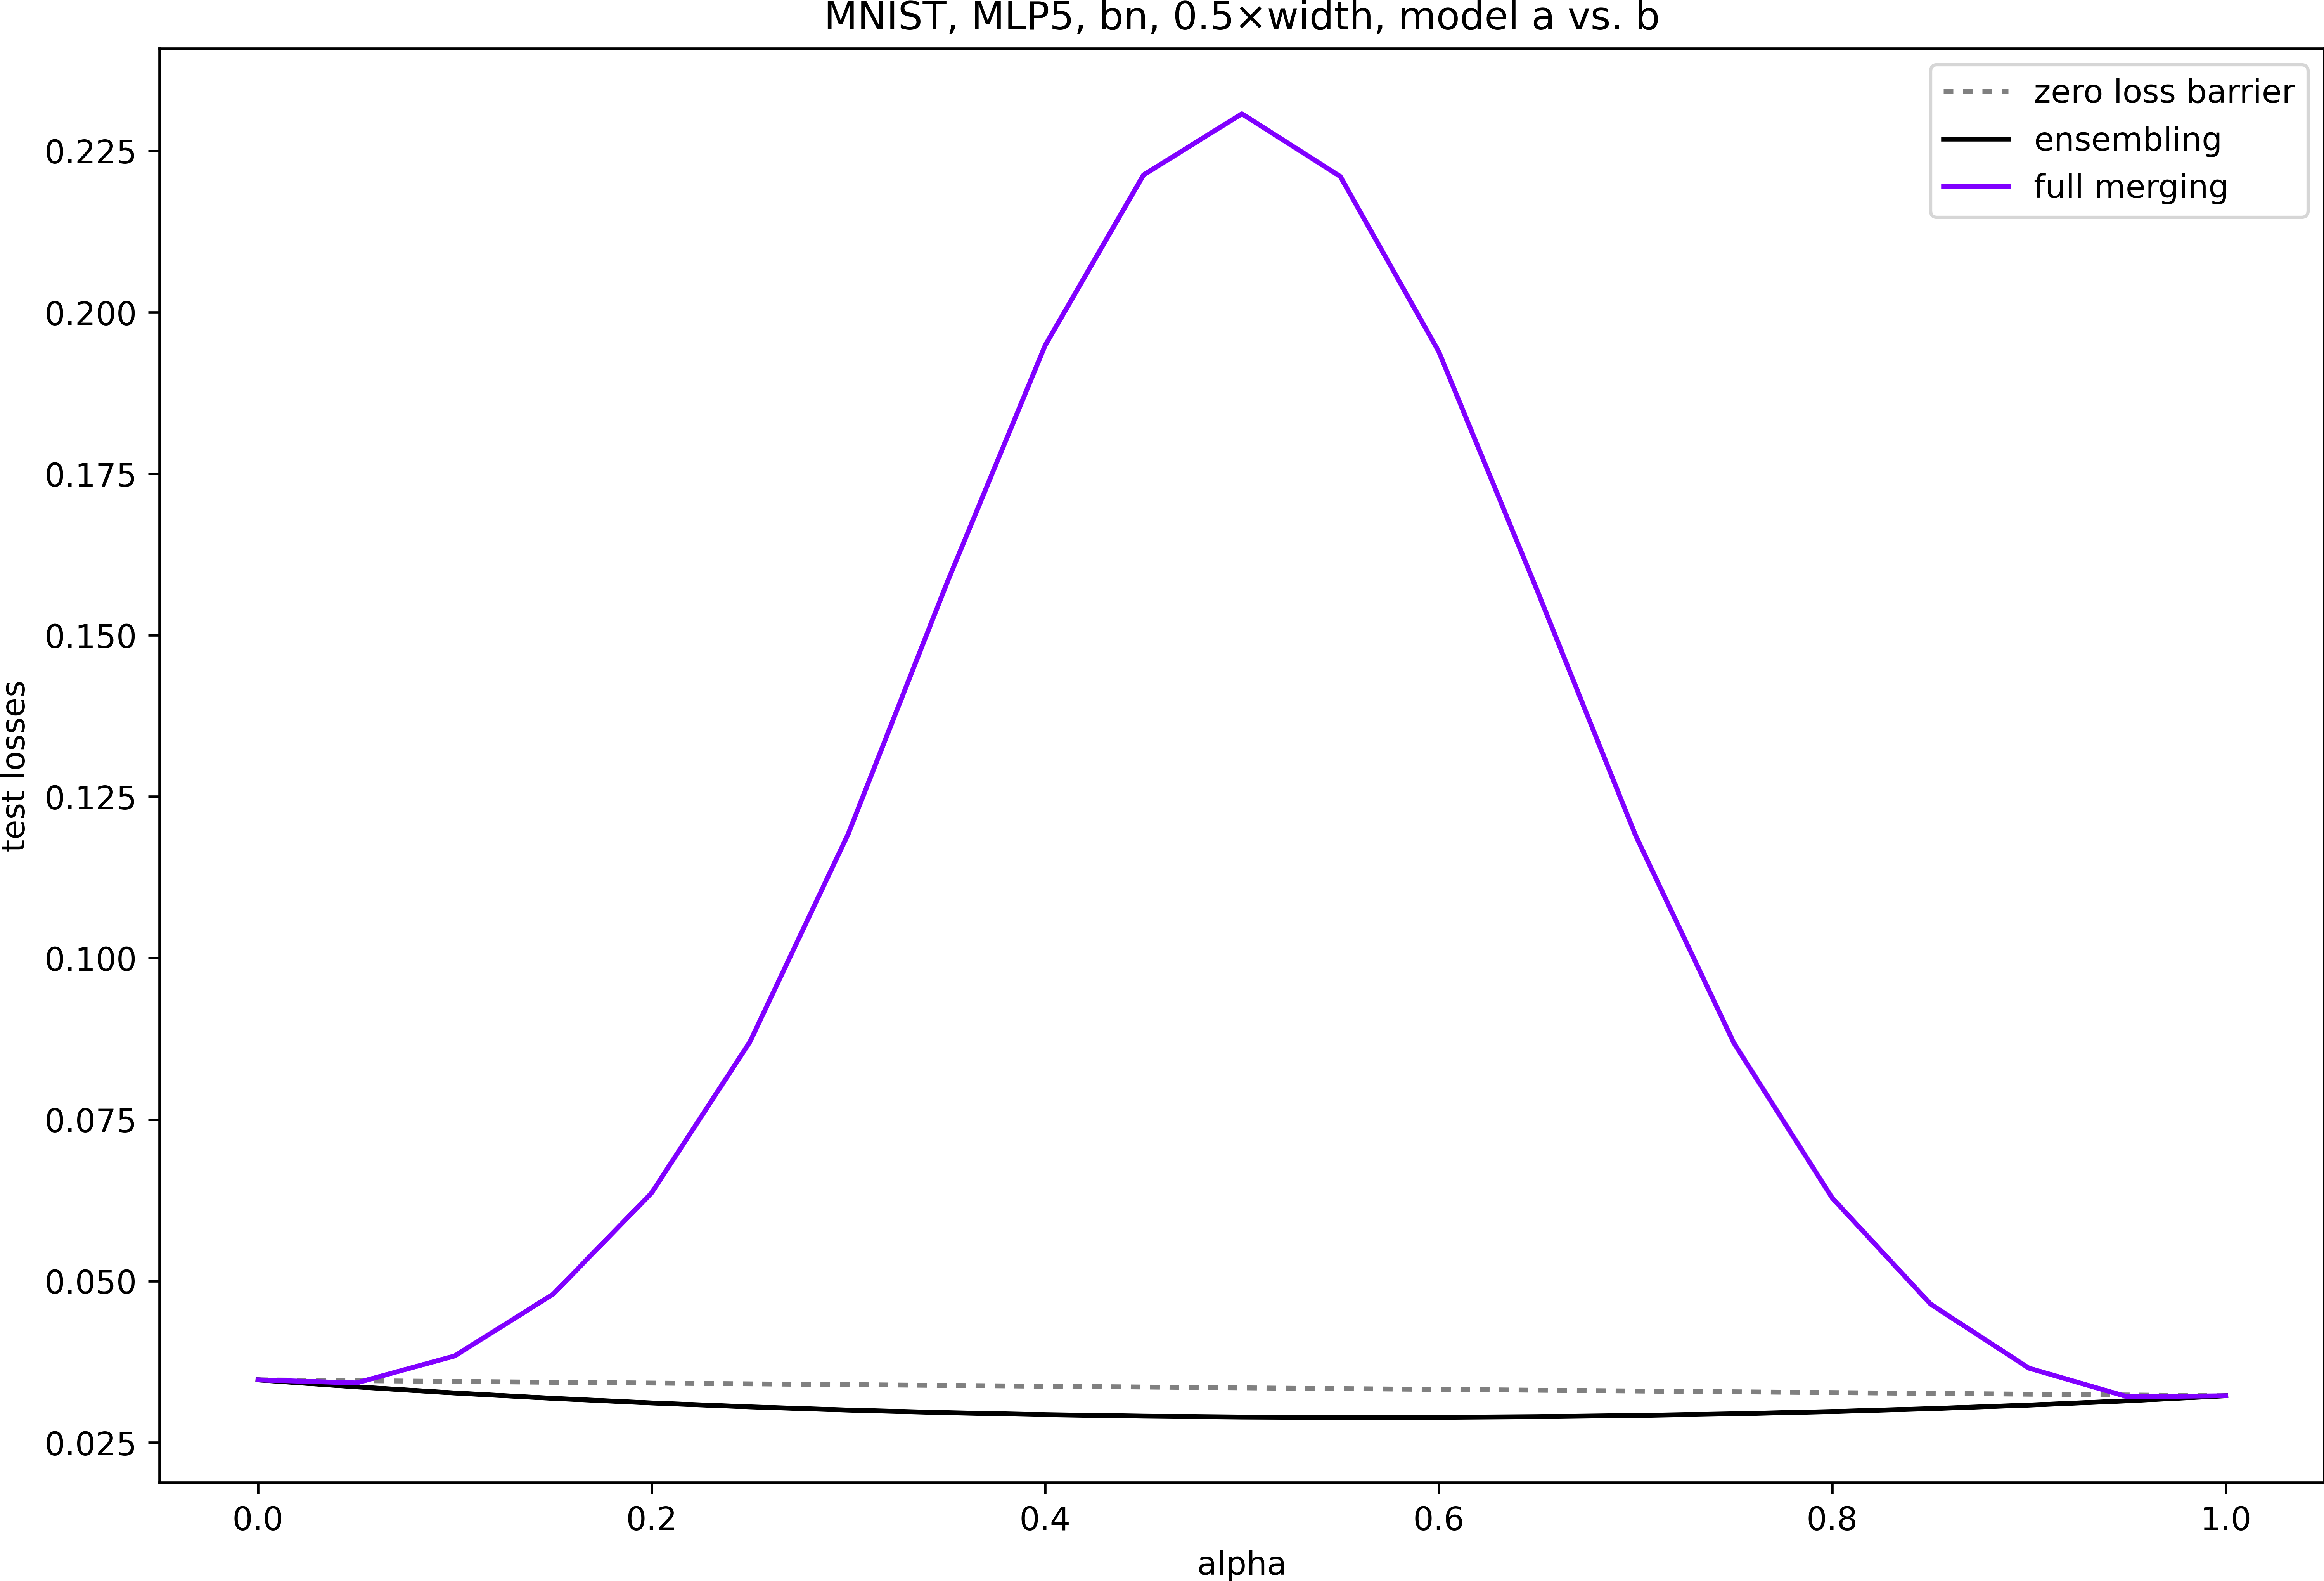 MNIST, MLP5, bn, 0.5×width, model a vs. b
zero loss barrier
ensembling
full merging
0.225
0.200
0.175
0.150
0.125
0.100
0.075
0.050
0.025
test losses
0.0 0.2 0.4 0.6 0.8 1.0
alpha